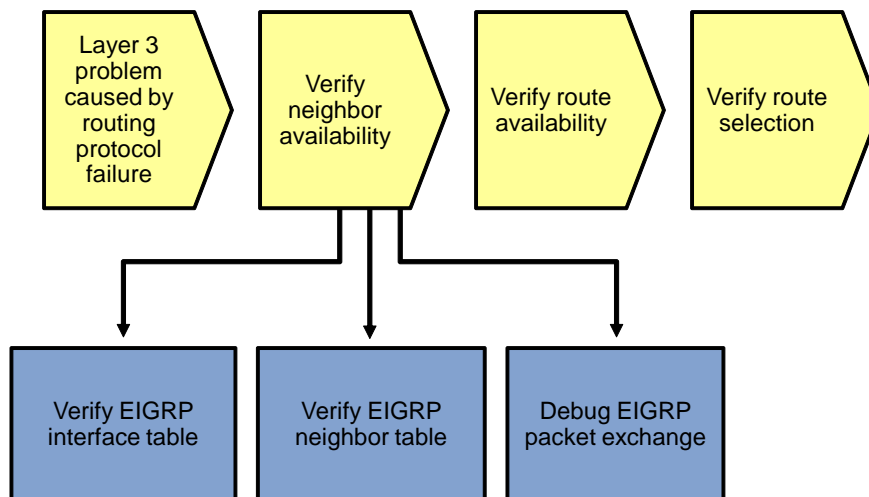 Layer 3
problem
caused by
routing
protocol
failure
Verify
neighbor
availability
Verify route
availability
Verify route
selection
Verify EIGRP
interface table
Verify EIGRP
neighbor table
Debug EIGRP
packet exchange